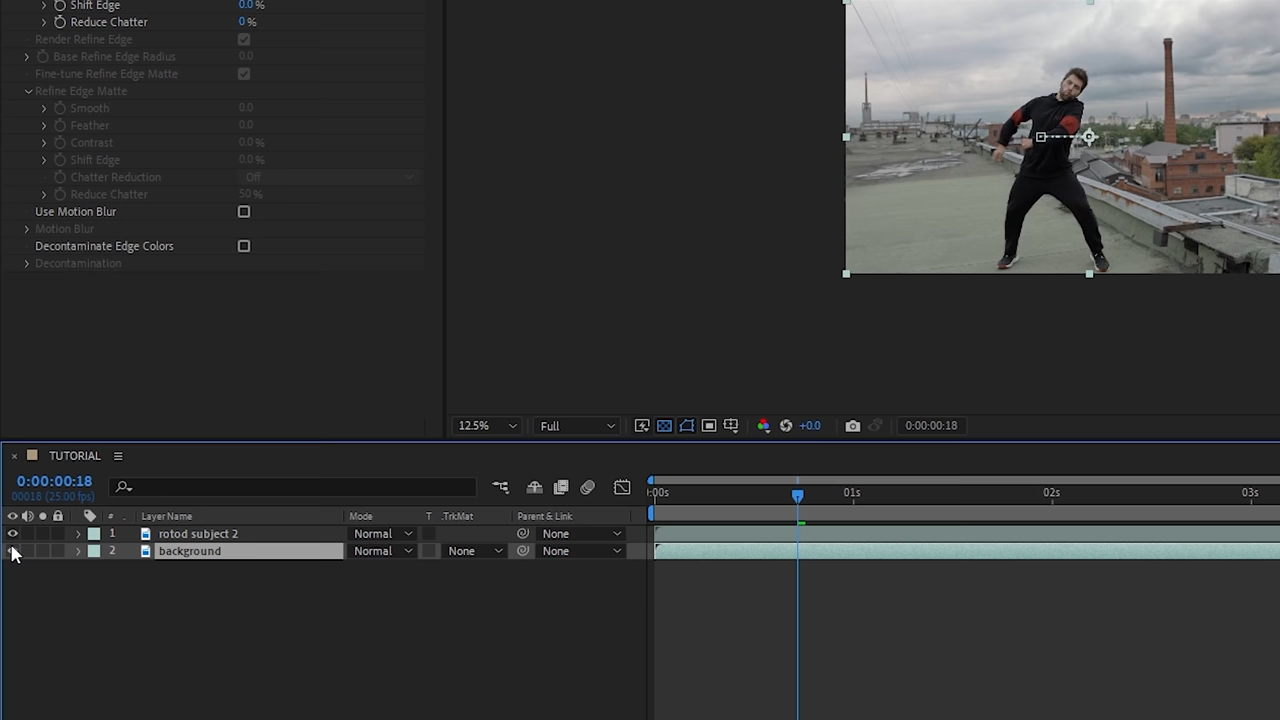 Shift Edge 0.0 %
Reduce Chatter 0 %
Render Refine Edge
Base Refine Edge Radius 0.0
Fine-tune Refine Edge Matte
Refine Edge Matte
Smooth 0.0
Feather 0.0
Contrast 0.0 %
Shift Edge 0.0 %
Chatter Reduction Off
Reduce Chatter 50 %
Use Motion Blur
Motion Blur
Decontaminate Edge Colors
Decontamination
12.5% Full +0.0 0:00:00:18
× TUTORIAL
0:00:00:18
00018 (25.00 fps)
:00s 01s 02s 03s
# . Layer Name Mode T .TrkMat Parent & Link
1 rotod subject 2 Normal None
2 background Normal None None